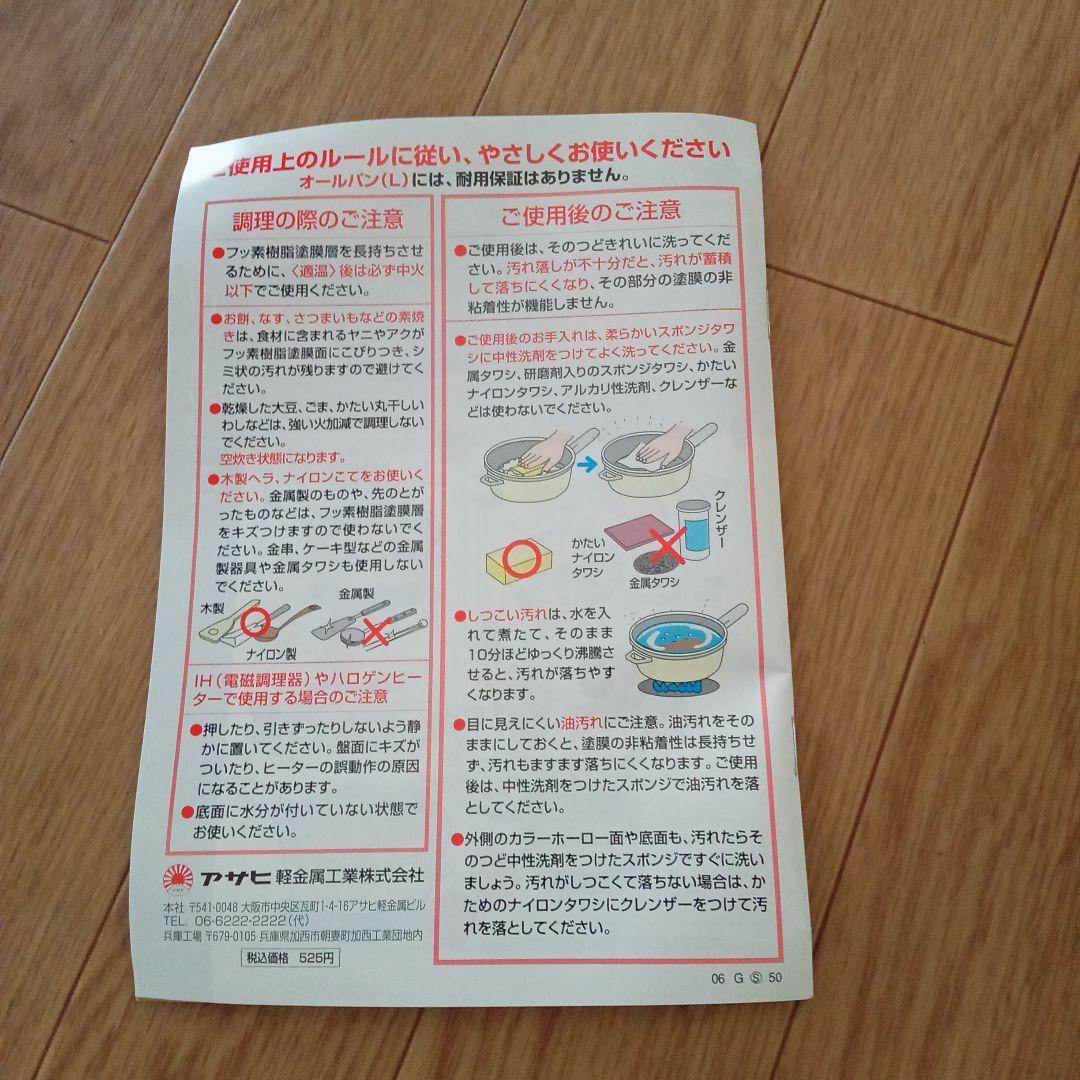 使用上のルールに従い、やさしくお使いください
オールパン(L)には、耐用保証はありません。
調理の際のご注意
●フッ素樹脂塗膜層を長持ちさせ
るために、〈適温〉後は必ず中火
以下でご使用ください。
●お餅、なす、さつまいもなどの素焼
きは、食材に含まれるヤニやアクが
フッ素樹脂塗膜面にこびりつき、シ
ミ状の汚れが残りますので避けてく
ださい。
●乾燥した大豆、ごま、かたい丸干しい
わしなどは、強い火加減で調理しない
でください。
空炊き状態になります。
●木製ヘラ、ナイロンこてをお使いく
ださい。金属製のものや、先のとが
ったものなどは、フッ素樹脂塗膜層
をキズつけますので使わないでく
ださい。金串、ケーキ型などの金属
製器具や金属タワシも使用しない
でください。
木製
金属製
ナイロン製
IH(電磁調理器)やハロゲンヒー
ターで使用する場合のご注意
●押したり、引きずったりしないよう静
かに置いてください。盤面にキズが
ついたり、ヒーターの誤動作の原因
になることがあります。
●底面に水分が付いていない状態で
お使いください。
アサヒ軽金属工業株式会社
本社 〒541-0048 大阪市中央区瓦町1-4-16アサヒ軽金属ビル
TEL. 06-6222-2222(代)
兵庫工場 〒679-0105 兵庫県加西市朝妻町加西工業団地内
税込価格 525円
ご使用後のご注意
●ご使用後は、そのつどきれいに洗ってくだ
さい。汚れ落しが不十分だと、汚れが蓄積
して落ちにくくなり、その部分の塗膜の非
粘着性が機能しません。
●ご使用後のお手入れは、柔らかいスポンジタワ
シに中性洗剤をつけてよく洗ってください。金
属タワシ、研磨剤入りのスポンジタワシ、かたい
ナイロンタワシ、アルカリ性洗剤、クレンザーな
どは使わないでください。
クレンザー
かたい
ナイロン
タワシ
金属タワシ
●しつこい汚れは、水を入
れて煮たて、そのまま
10分ほどゆっくり沸騰さ
せると、汚れが落ちやす
くなります。
●目に見えにくい油汚れにご注意。油汚れをその
ままにしておくと、塗膜の非粘着性は長持ちせ
ず、汚れもますます落ちにくくなります。ご使用
後は、中性洗剤をつけたスポンジで油汚れを落
としてください。
●外側のカラーホーロー面や底面も、汚れたらそ
のつど中性洗剤をつけたスポンジですぐに洗い
ましょう。汚れがしつこくて落ちない場合は、か
ためのナイロンタワシにクレンザーをつけて汚
れを落としてください。
06 G Ⓢ 50